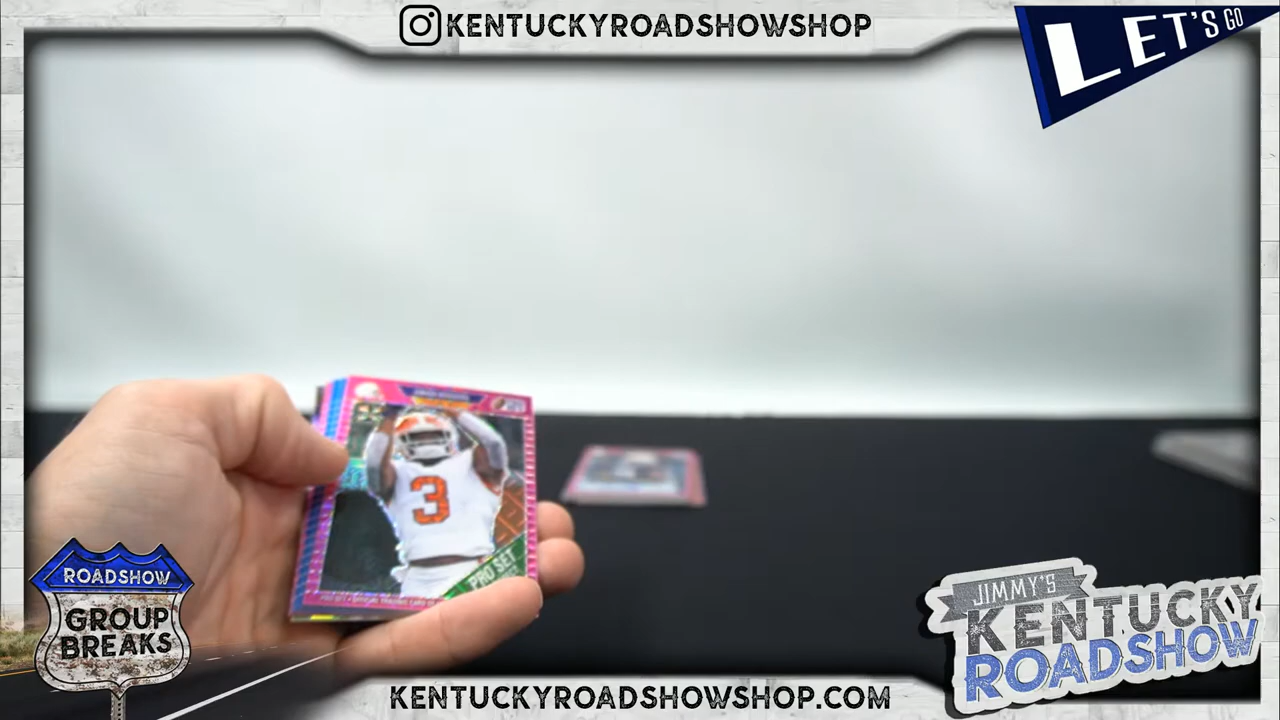 KENTUCKYROADSHOWSHOP
LET'S GO
3
PRO SET
ROADSHOW
GROUP
BREAKS
JIMMY'S
KENTUCKY
ROADSHOW
KENTUCKYROADSHOWSHOP.COM